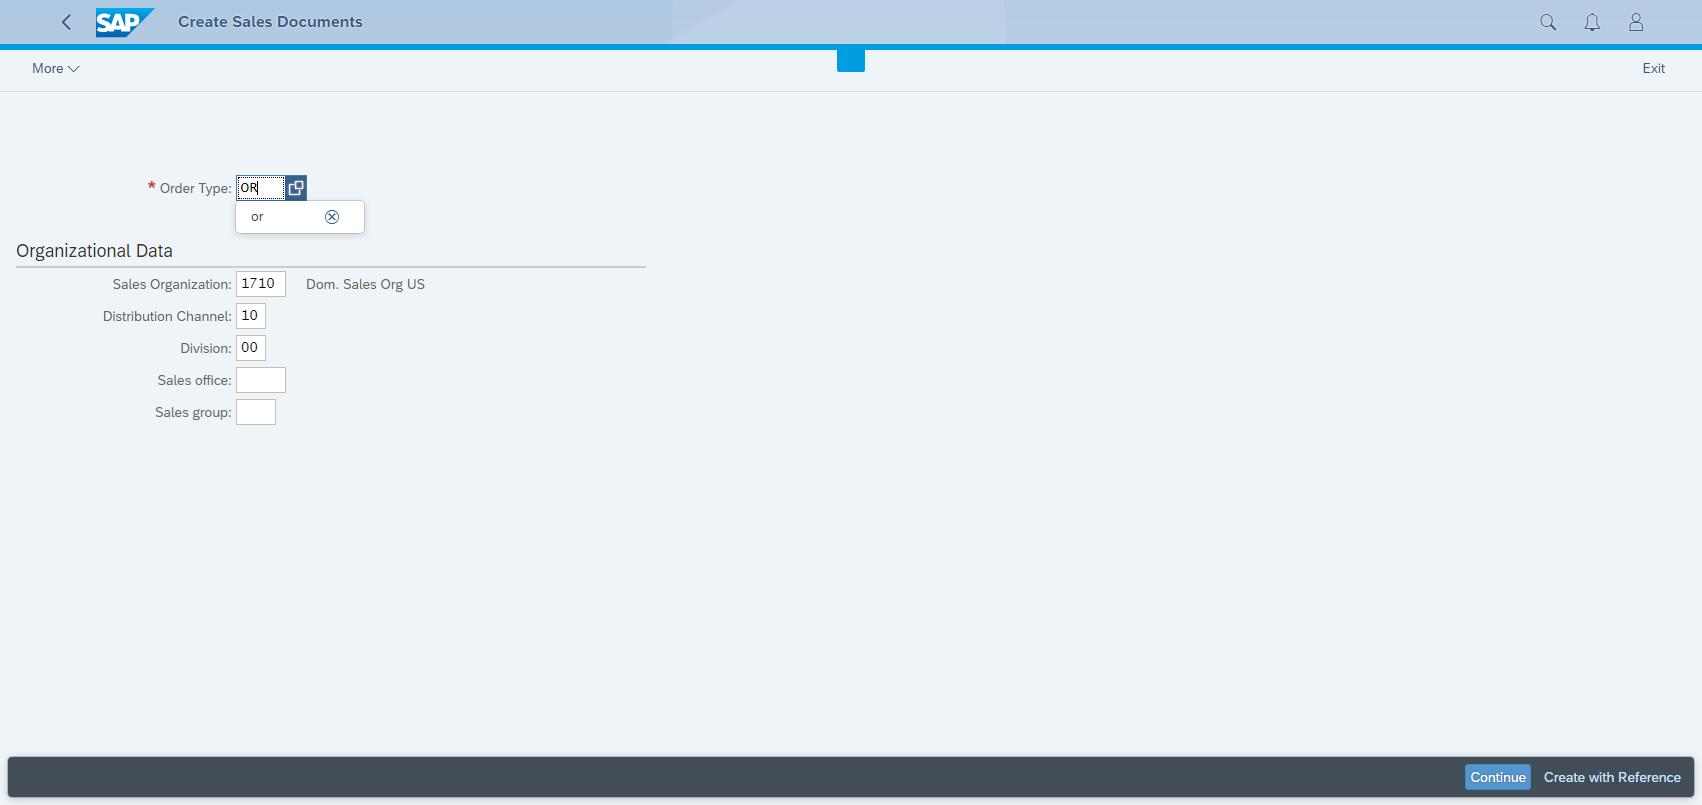 SAP Create Sales Documents
More Exit
* Order Type: OR
or
Organizational Data
Sales Organization: 1710 Dom. Sales Org US
Distribution Channel: 10
Division: 00
Sales office:
Sales group:
Continue Create with Reference